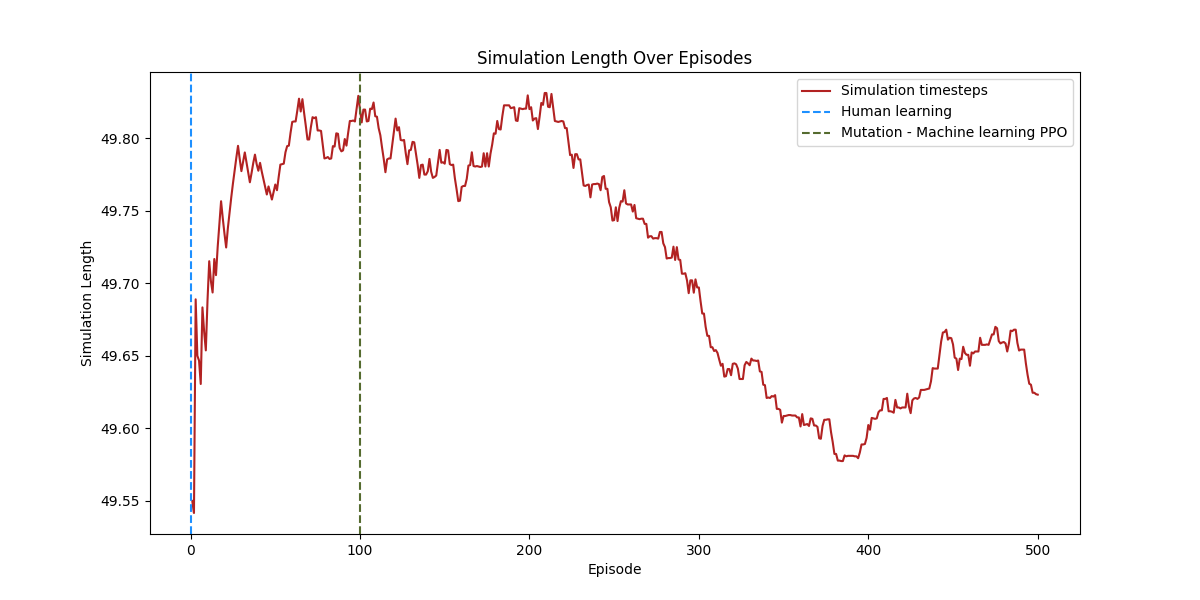 Simulation Length Over Episodes
Simulation timesteps
Human learning
Mutation - Machine learning PPO
Simulation Length
49.80
49.75
49.70
49.65
49.60
49.55
0 100 200 300 400 500
Episode